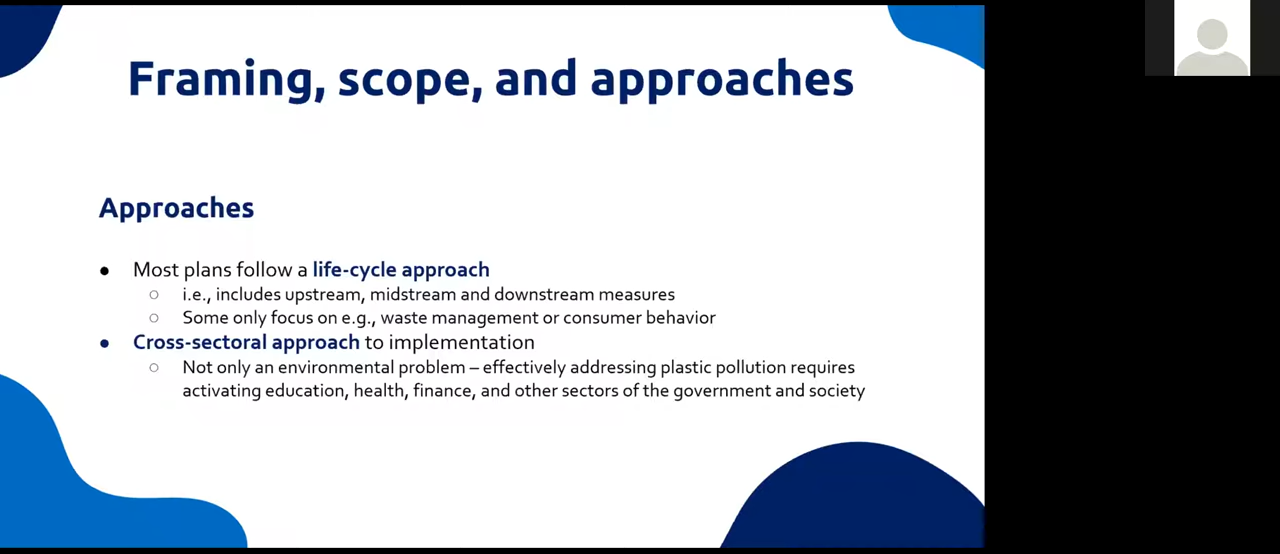 Framing, scope, and approaches
Approaches
● Most plans follow a life-cycle approach
○ i.e., includes upstream, midstream and downstream measures
○ Some only focus on e.g., waste management or consumer behavior
● Cross-sectoral approach to implementation
○ Not only an environmental problem – effectively addressing plastic pollution requires
activating education, health, finance, and other sectors of the government and society